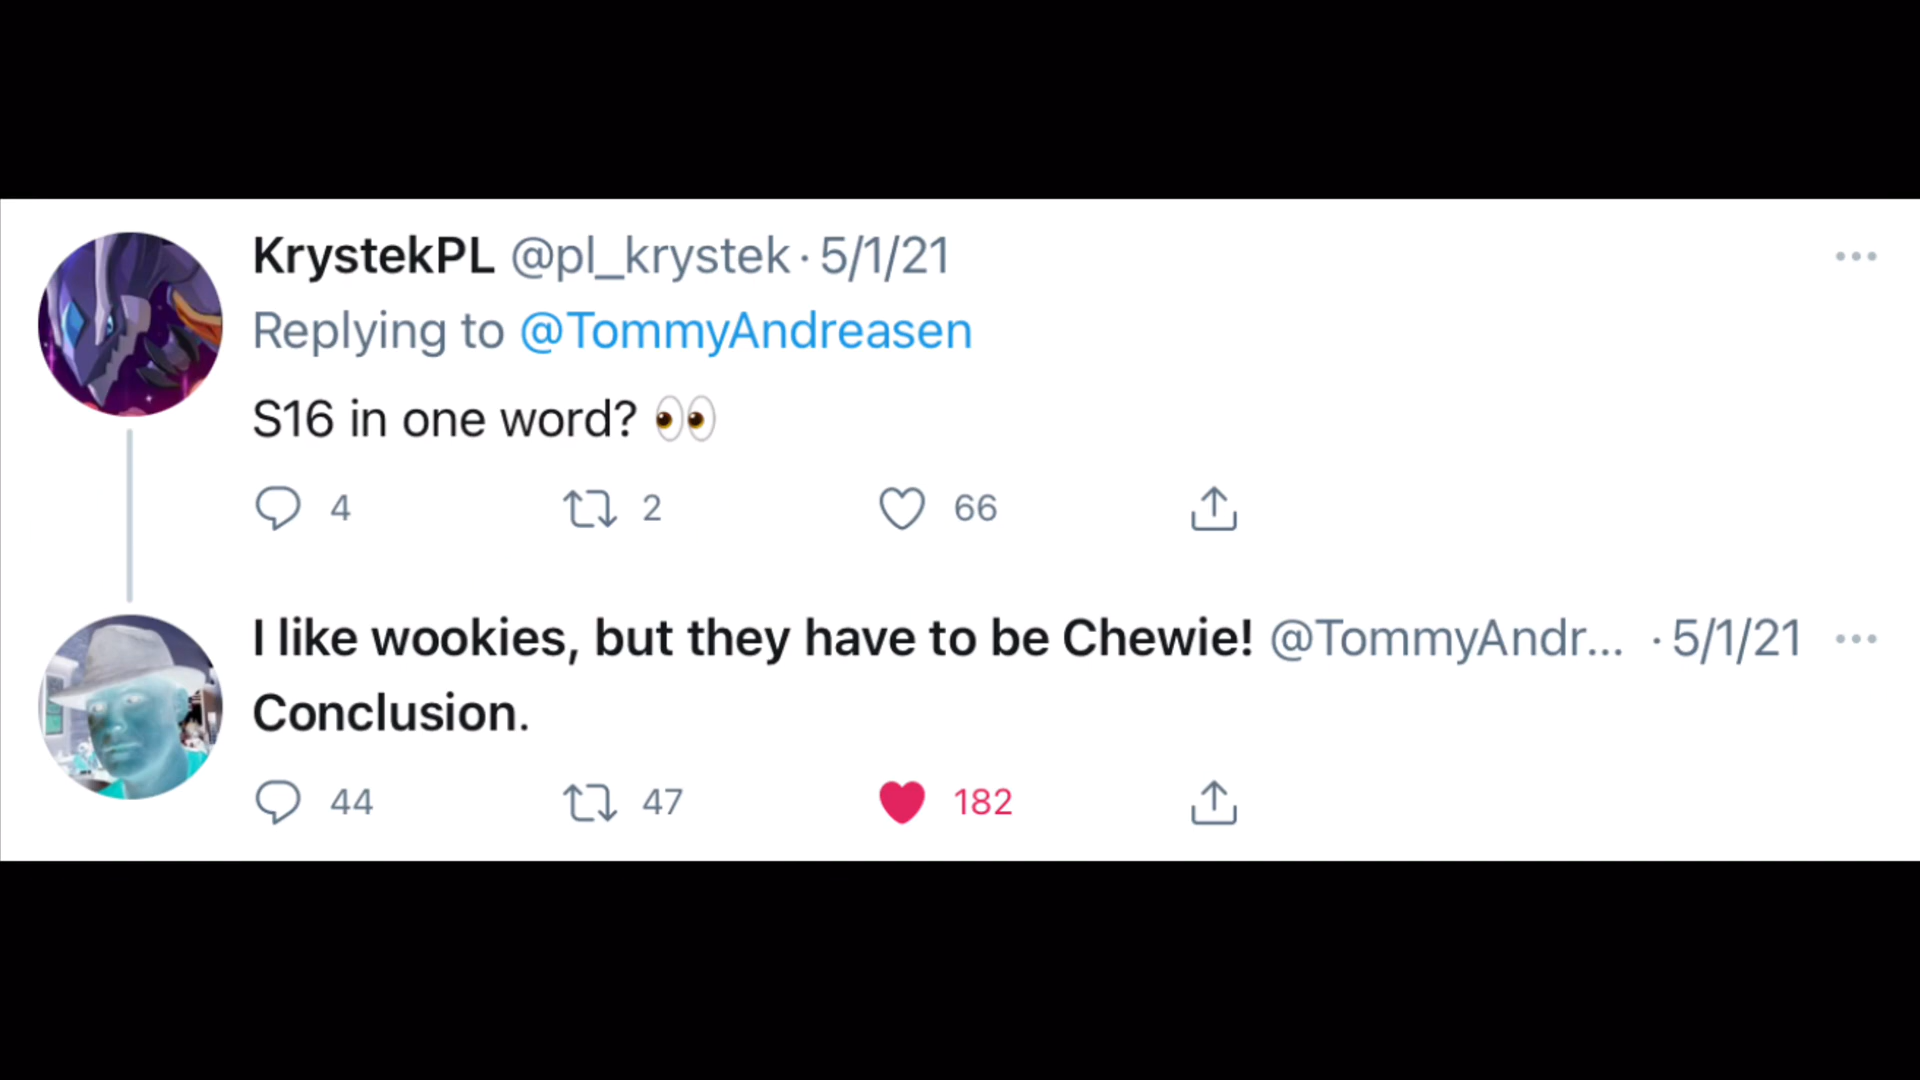 KrystekPL @pl_krystek · 5/1/21
Replying to @TommyAndreasen
S16 in one word? 👀
4 2 66
I like wookies, but they have to be Chewie! @TommyAndr... · 5/1/21
Conclusion.
44 47 182